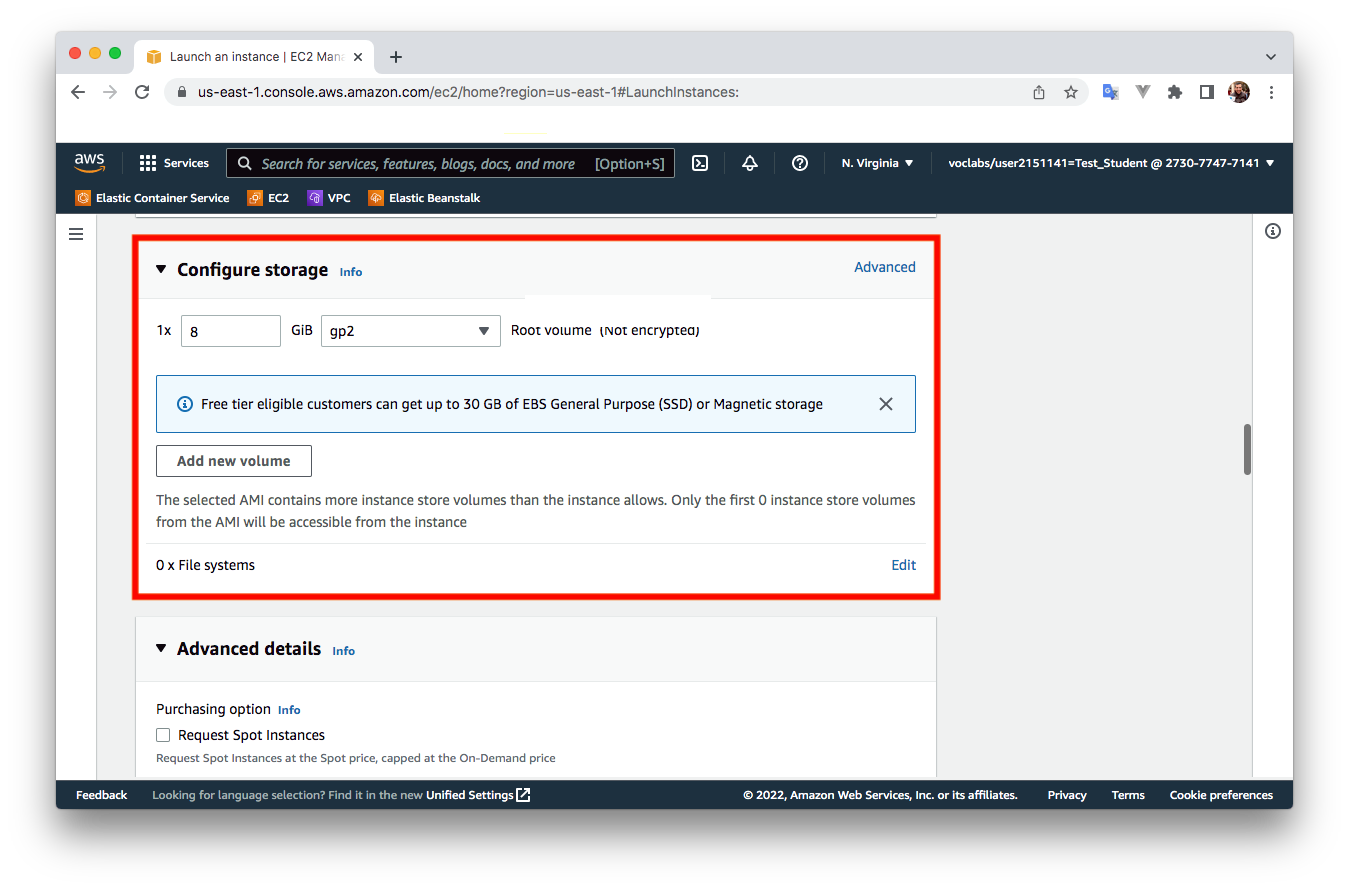 Launch an instance | EC2 Mana
us-east-1.console.aws.amazon.com/ec2/home?region=us-east-1#LaunchInstances:
aws
Services
Search for services, features, blogs, docs, and more [Option+S]
N. Virginia
voclabs/user2151141=Test_Student @ 2730-7747-7141
Elastic Container Service
EC2
VPC
Elastic Beanstalk
Configure storage Info
Advanced
1x 8 GiB gp2 Root volume (Not encrypted)
Free tier eligible customers can get up to 30 GB of EBS General Purpose (SSD) or Magnetic storage
Add new volume
The selected AMI contains more instance store volumes than the instance allows. Only the first 0 instance store volumes
from the AMI will be accessible from the instance
0 x File systems
Edit
Advanced details Info
Purchasing option Info
Request Spot Instances
Request Spot Instances at the Spot price, capped at the On-Demand price
Feedback
Looking for language selection? Find it in the new Unified Settings
© 2022, Amazon Web Services, Inc. or its affiliates.
Privacy
Terms
Cookie preferences